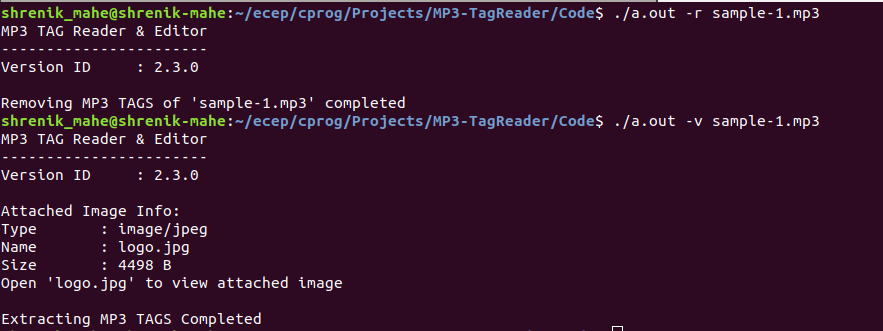 shrenik_mahe@shrenik-mahe:~/ecep/cprog/Projects/MP3-TagReader/Code$ ./a.out -r sample-1.mp3
MP3 TAG Reader & Editor
-----------------------
Version ID     : 2.3.0
Removing MP3 TAGS of 'sample-1.mp3' completed
shrenik_mahe@shrenik-mahe:~/ecep/cprog/Projects/MP3-TagReader/Code$ ./a.out -v sample-1.mp3
MP3 TAG Reader & Editor
-----------------------
Version ID     : 2.3.0
Attached Image Info:
Type       : image/jpeg
Name       : logo.jpg
Size       : 4498 B
Open 'logo.jpg' to view attached image
Extracting MP3 TAGS Completed